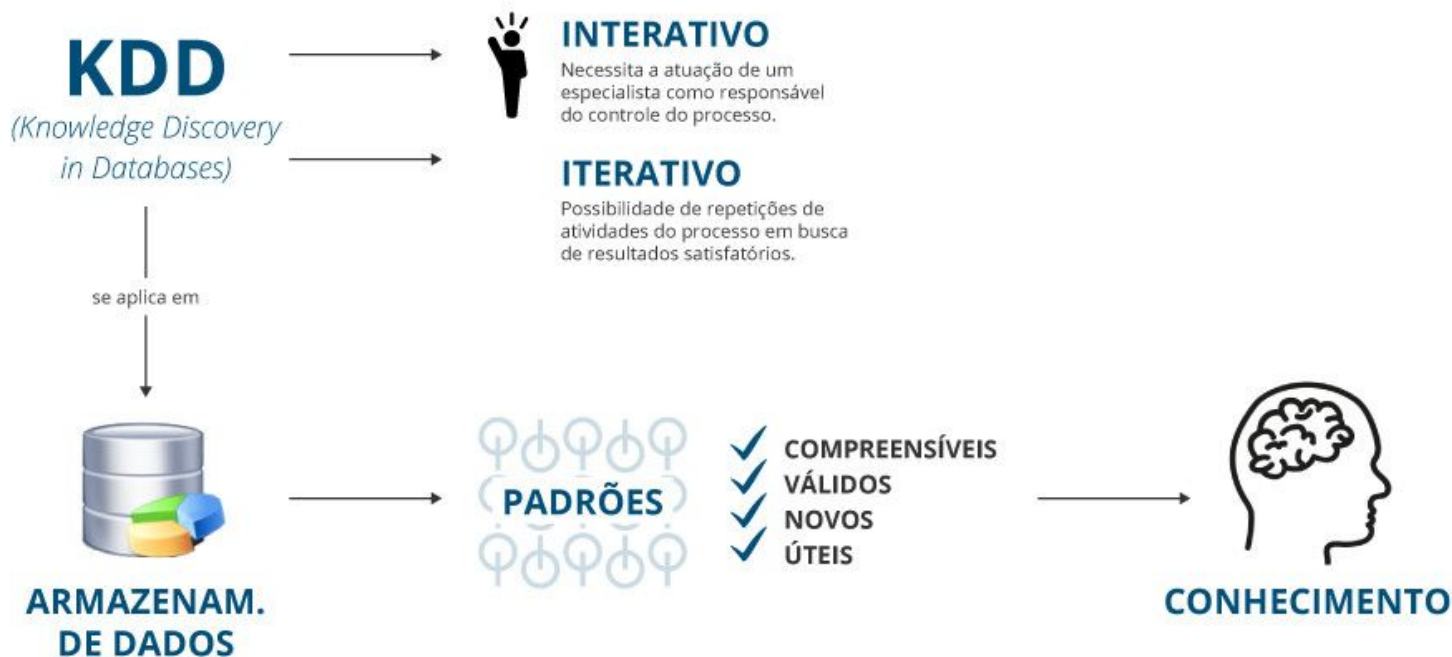 KDD
(Knowledge Discovery
in Databases)
INTERATIVO
Necessita a atuação de um
especialista como responsável
do controle do processo.
ITERATIVO
Possibilidade de repetições de
atividades do processo em busca
de resultados satisfatórios.
se aplica em
ARMAZENAM.
DE DADOS
PADRÕES
COMPREENSÍVEIS
VÁLIDOS
NOVOS
ÚTEIS
CONHECIMENTO